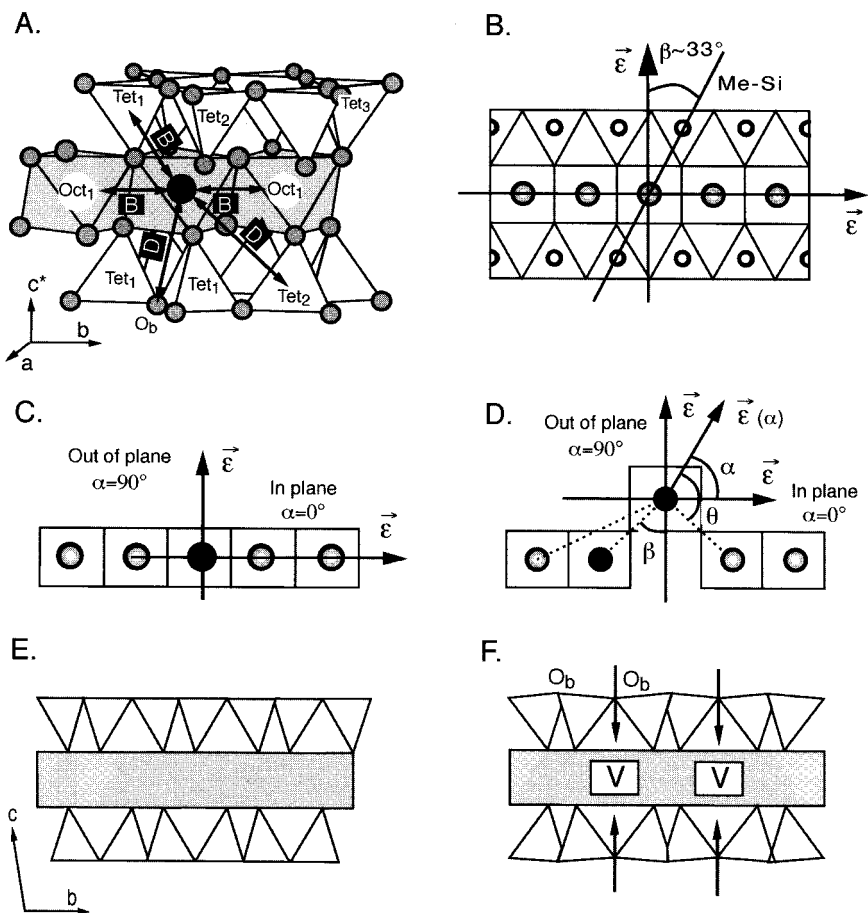 A.
Tet1
Tet2
Tet3
B
Oct1
Oct1
B
B
D
D
Tet1
Tet1
Tet2
Ob
c*
b
a
B.
ε
β~33°
Me-Si
ε
C.
Out of plane
α=90°
ε
In plane
α=0°
ε
D.
Out of plane
α=90°
ε
ε (α)
α
ε
In plane
α=0°
θ
β
E.
c
b
F.
Ob
Ob
V
V